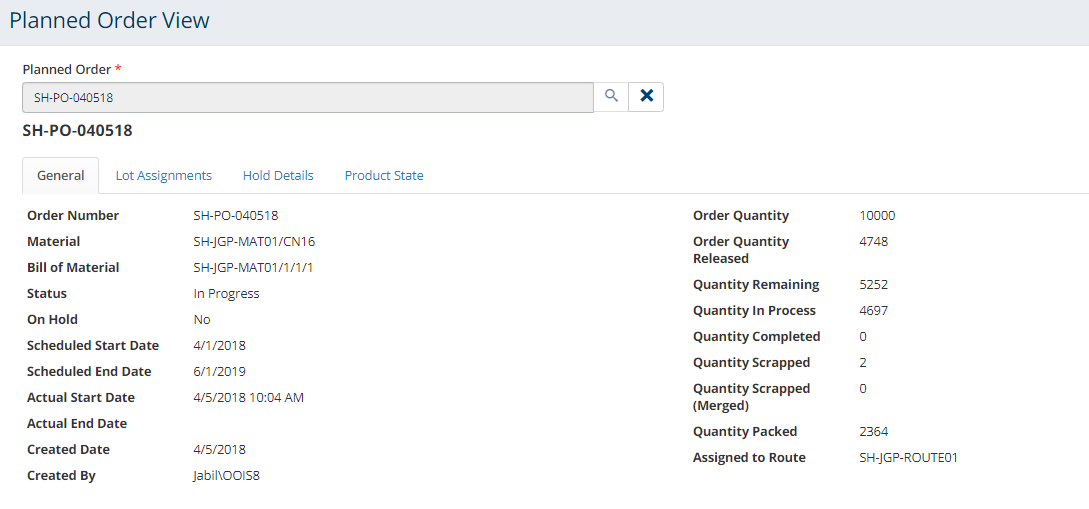 Planned Order View
Planned Order *
SH-PO-040518
SH-PO-040518
General Lot Assignments Hold Details Product State
Order Number SH-PO-040518
Material SH-JGP-MAT01/CN16
Bill of Material SH-JGP-MAT01/1/1/1
Status In Progress
On Hold No
Scheduled Start Date 4/1/2018
Scheduled End Date 6/1/2019
Actual Start Date 4/5/2018 10:04 AM
Actual End Date
Created Date 4/5/2018
Created By Jabil\OOIS8
Order Quantity 10000
Order Quantity 4748
Released
Quantity Remaining 5252
Quantity In Process 4697
Quantity Completed 0
Quantity Scrapped 2
Quantity Scrapped 0
(Merged)
Quantity Packed 2364
Assigned to Route SH-JGP-ROUTE01